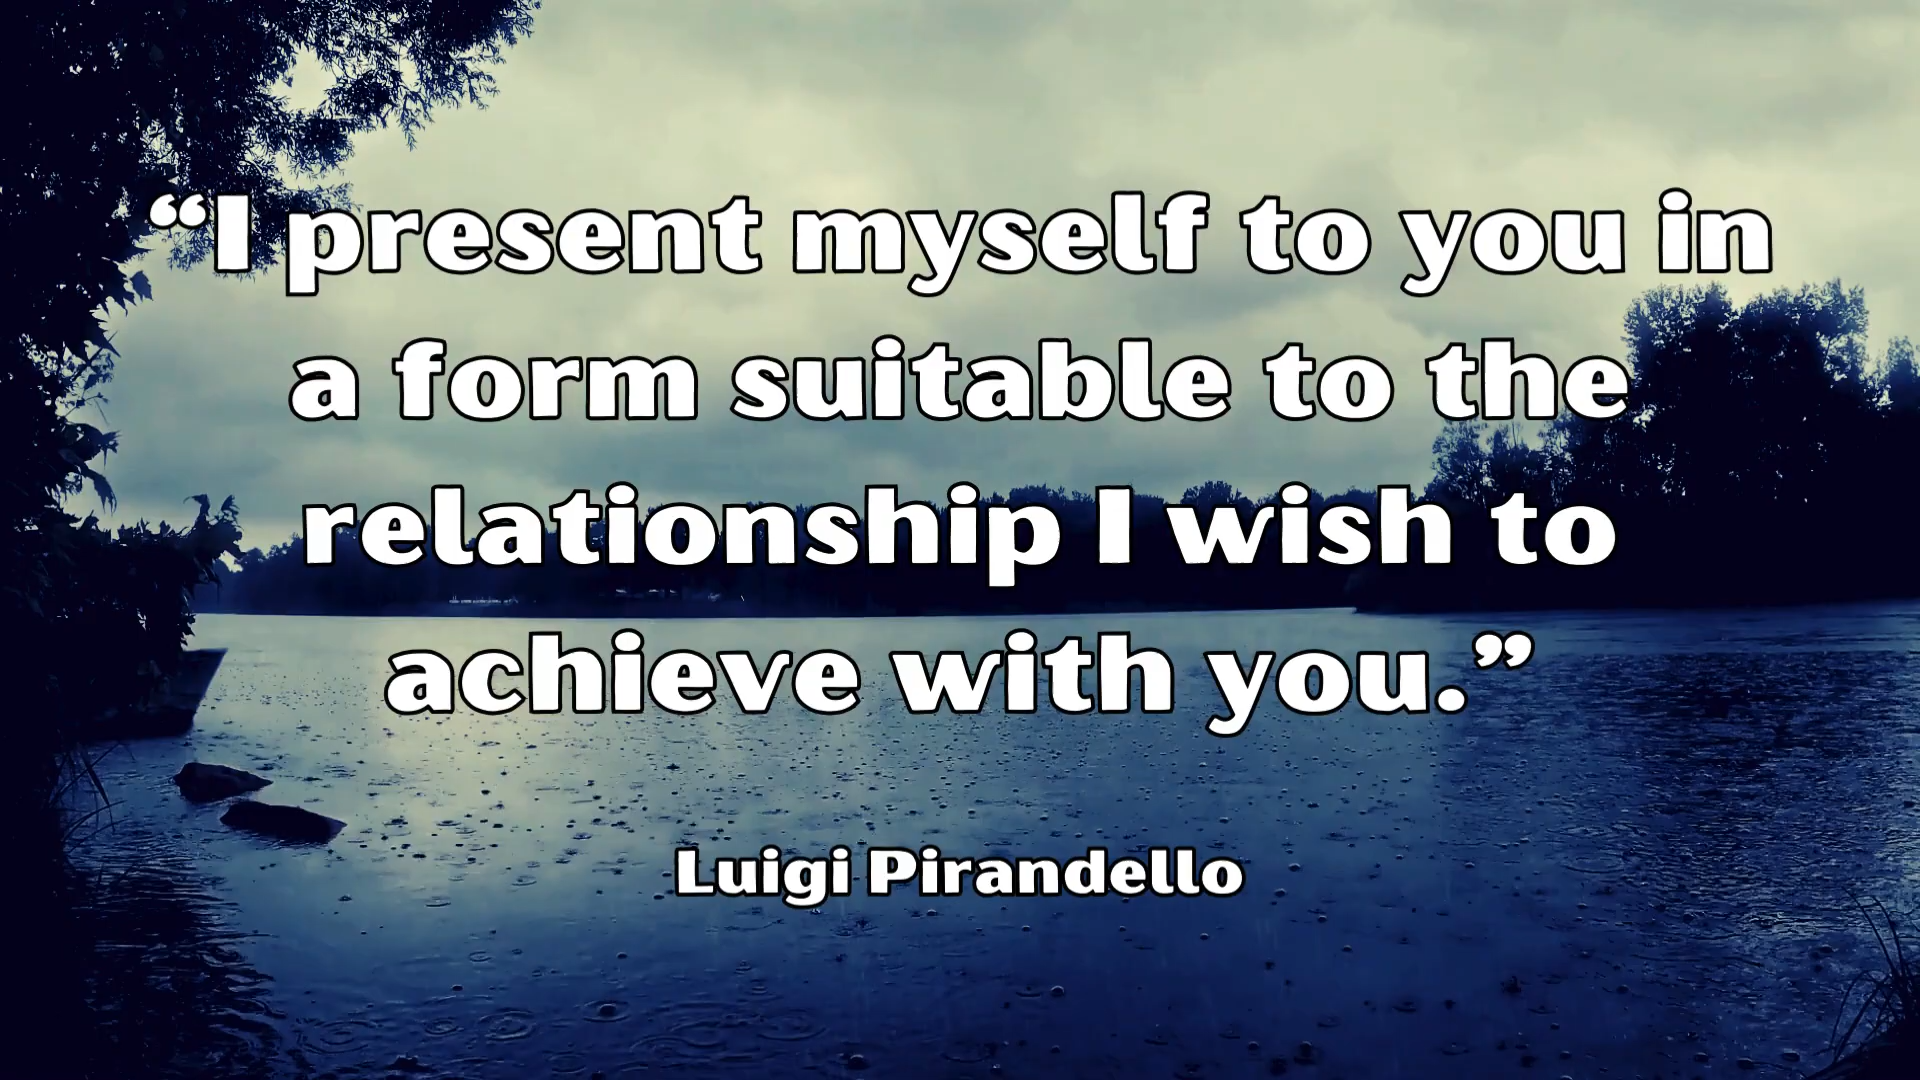 “I present myself to you in
a form suitable to the
relationship I wish to
achieve with you.”
Luigi Pirandello